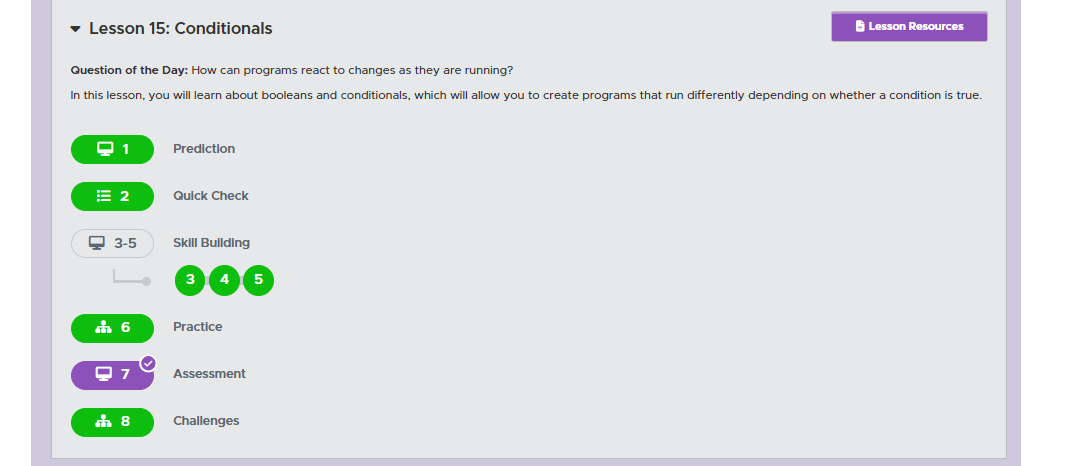 Lesson 15: Conditionals
Lesson Resources
Question of the Day: How can programs react to changes as they are running?
In this lesson, you will learn about booleans and conditionals, which will allow you to create programs that run differently depending on whether a condition is true.
1 Prediction
2 Quick Check
3-5 Skill Building
3 4 5
6 Practice
7 Assessment
8 Challenges